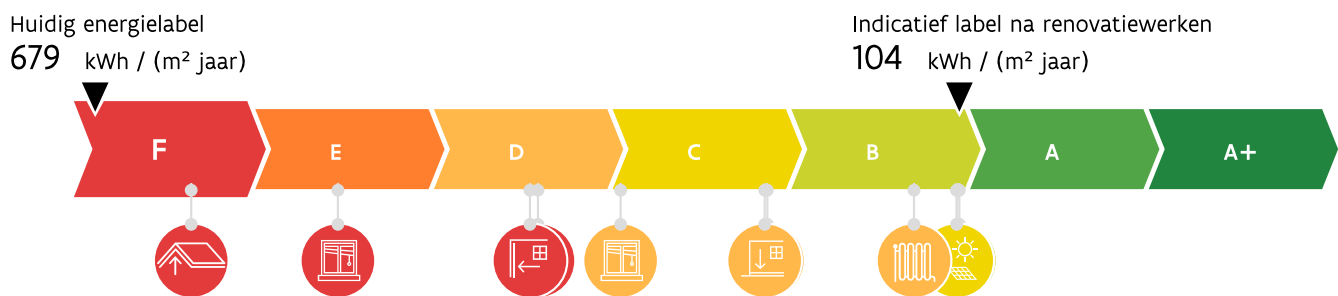 Huidig energielabel
679 kWh / (m² jaar)
Indicatief label na renovatiewerken
104 kWh / (m² jaar)
F E D C B A A+